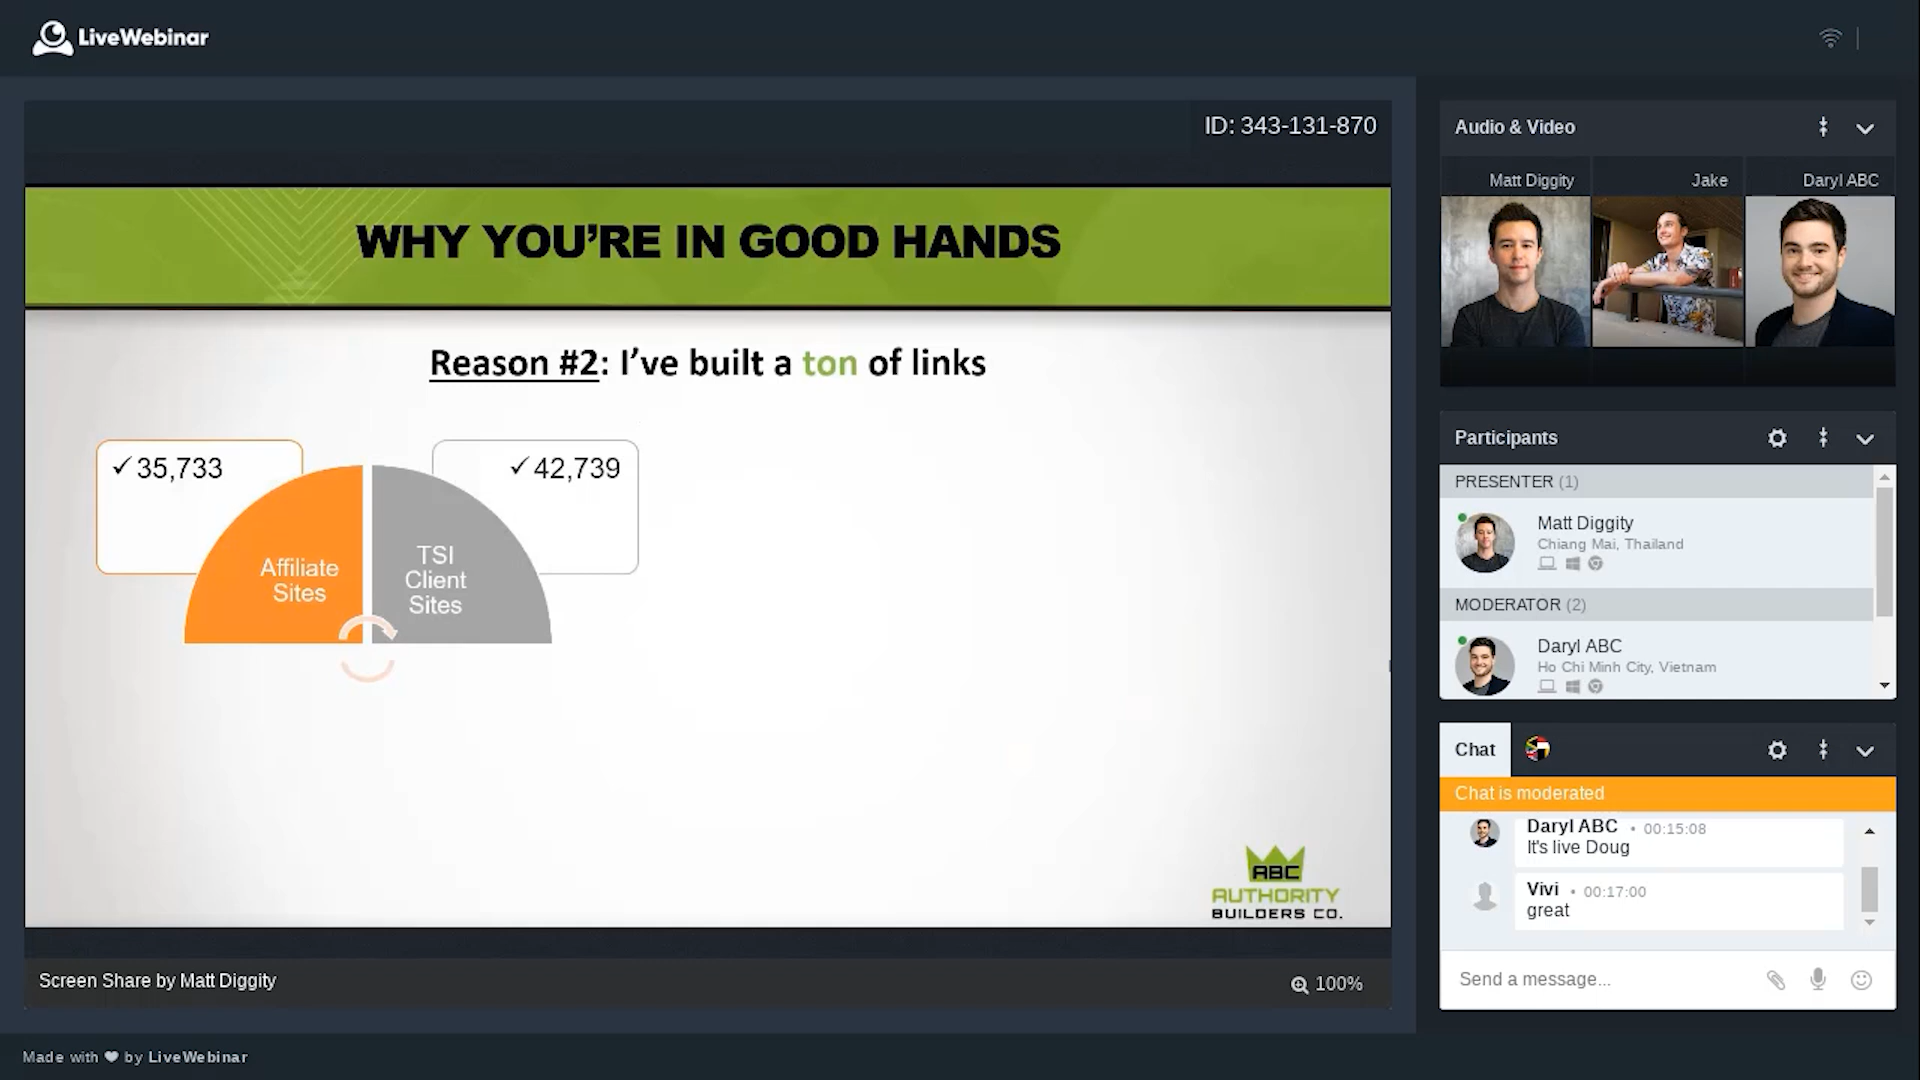 LiveWebinar
ID: 343-131-870
WHY YOU'RE IN GOOD HANDS
Reason #2: I've built a ton of links
✓35,733
✓42,739
Affiliate
Sites
TSI
Client
Sites
ABC
AUTHORITY
BUILDERS CO.
Screen Share by Matt Diggity
100%
Audio & Video
Matt Diggity
Jake
Daryl ABC
Participants
PRESENTER (1)
Matt Diggity
Chiang Mai, Thailand
MODERATOR (2)
Daryl ABC
Ho Chi Minh City, Vietnam
Chat
Chat is moderated
Daryl ABC • 00:15:08
It's live Doug
Vivi • 00:17:00
great
Send a message...
Made with ❤ by LiveWebinar